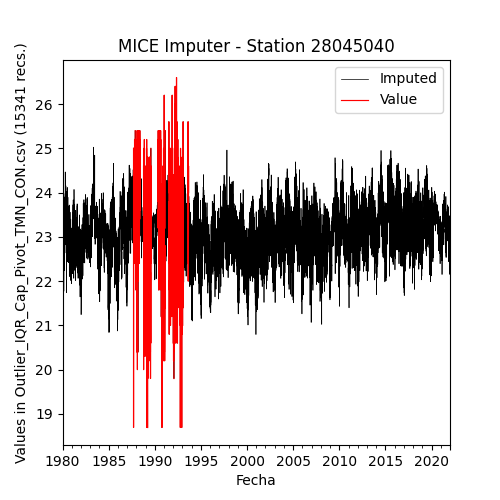 MICE Imputer - Station 28045040
Values in Outlier_IQR_Cap_Pivot_TMN_CON.csv (15341 recs.)
Imputed
Value
26
25
24
23
22
21
20
19
1980 1985 1990 1995 2000 2005 2010 2015 2020
Fecha